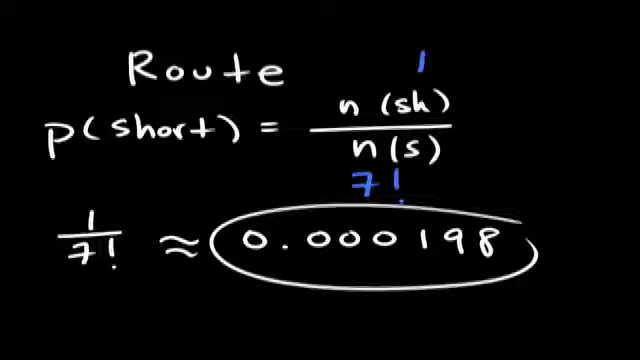 Route
1
p(short) = n(sh)
n(s)
7!
1
7! ≈ 0.000198